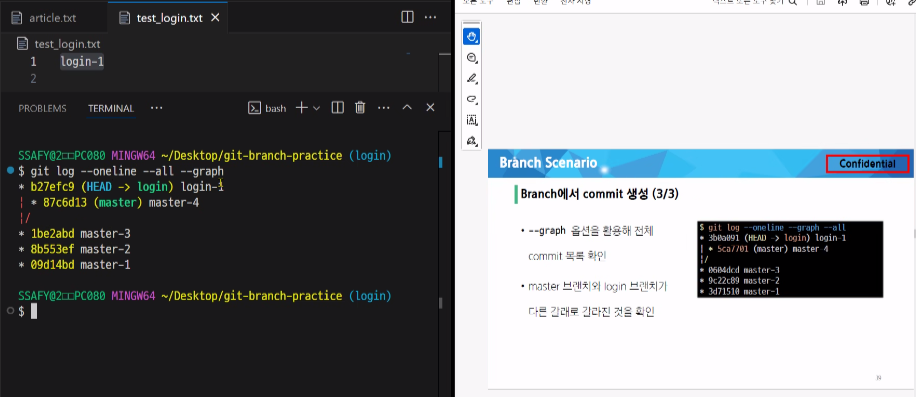 article.txt
test_login.txt
test_login.txt
1 login-1
2
PROBLEMS TERMINAL
bash
SSAFY@2□□PC080 MINGW64 ~/Desktop/git-branch-practice (login)
$ git log --oneline --all --graph
* b27efc9 (HEAD -> login) login-1
| * 87c6d13 (master) master-4
|/
* 1be2abd master-3
* 8b553ef master-2
* 09d14bd master-1
SSAFY@2□□PC080 MINGW64 ~/Desktop/git-branch-practice (login)
$
Branch Scenario
Confidential
Branch에서 commit 생성 (3/3)
• --graph 옵션을 활용해 전체
commit 목록 확인
• master 브랜치와 login 브랜치가
다른 갈래로 갈라진 것을 확인
$ git log --oneline --graph --all
* 3b0a091 (HEAD -> login) login-1
| * 5ca7701 (master) master 4
|/
* 0604dcd master-3
* 9c22c89 master-2
* 3d71510 master-1